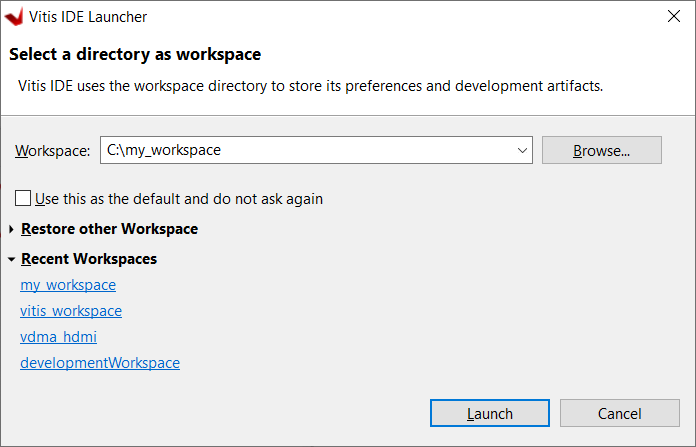 Vitis IDE Launcher
Select a directory as workspace
Vitis IDE uses the workspace directory to store its preferences and development artifacts.
Workspace: C:\my_workspace Browse...
Use this as the default and do not ask again
Restore other Workspace
Recent Workspaces
my_workspace
vitis_workspace
vdma_hdmi
developmentWorkspace
Launch Cancel